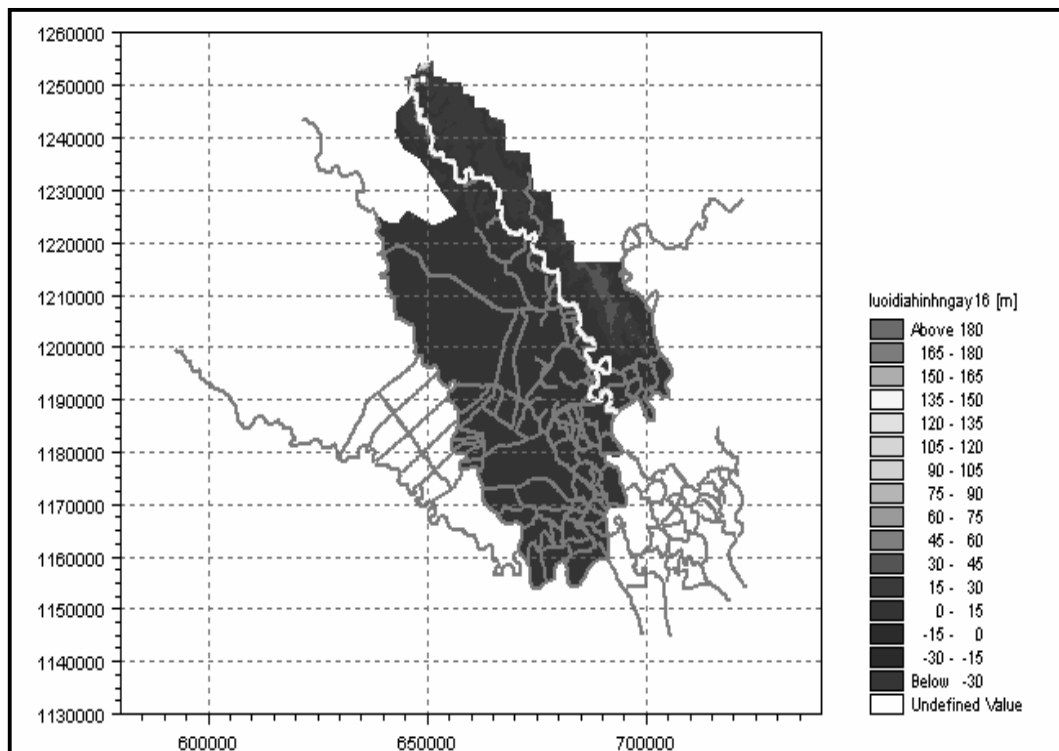 1260000
1250000
1240000
1230000
1220000
1210000
1200000
1190000
1180000
1170000
1160000
1150000
1140000
1130000
600000
650000
700000
luoidiahinhngay16 [m]
Above 180
165 - 180
150 - 165
135 - 150
120 - 135
105 - 120
90 - 105
75 - 90
60 - 75
45 - 60
30 - 45
15 - 30
0 - 15
-15 - 0
-30 - -15
Below -30
Undefined Value